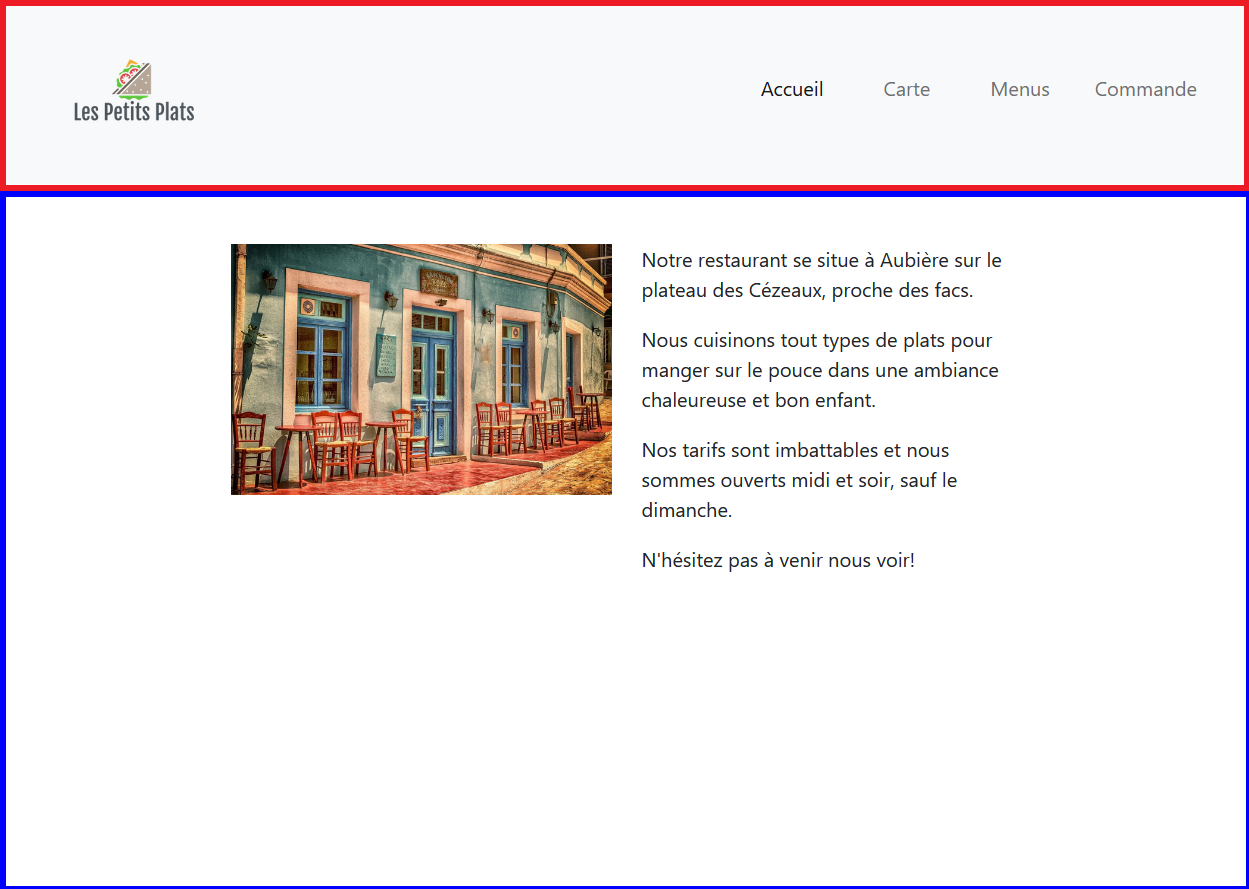 Les Petits Plats
Accueil Carte Menus Commande
Notre restaurant se situe à Aubière sur le
plateau des Cézeaux, proche des facs.
Nous cuisinons tout types de plats pour
manger sur le pouce dans une ambiance
chaleureuse et bon enfant.
Nos tarifs sont imbattables et nous
sommes ouverts midi et soir, sauf le
dimanche.
N'hésitez pas à venir nous voir!